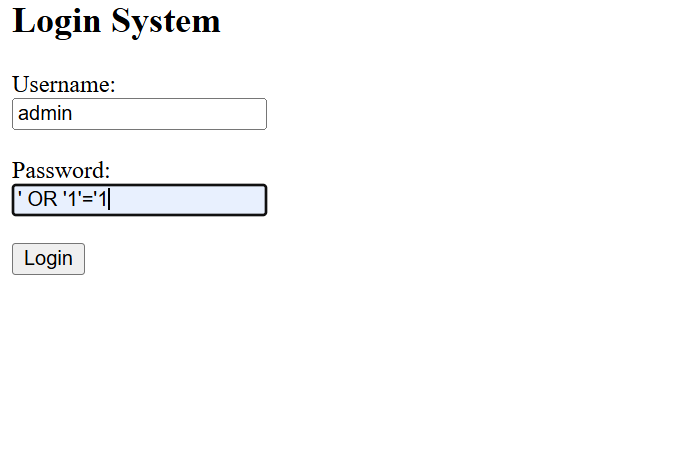 Login System
Username:
admin
Password:
' OR '1'='1
Login